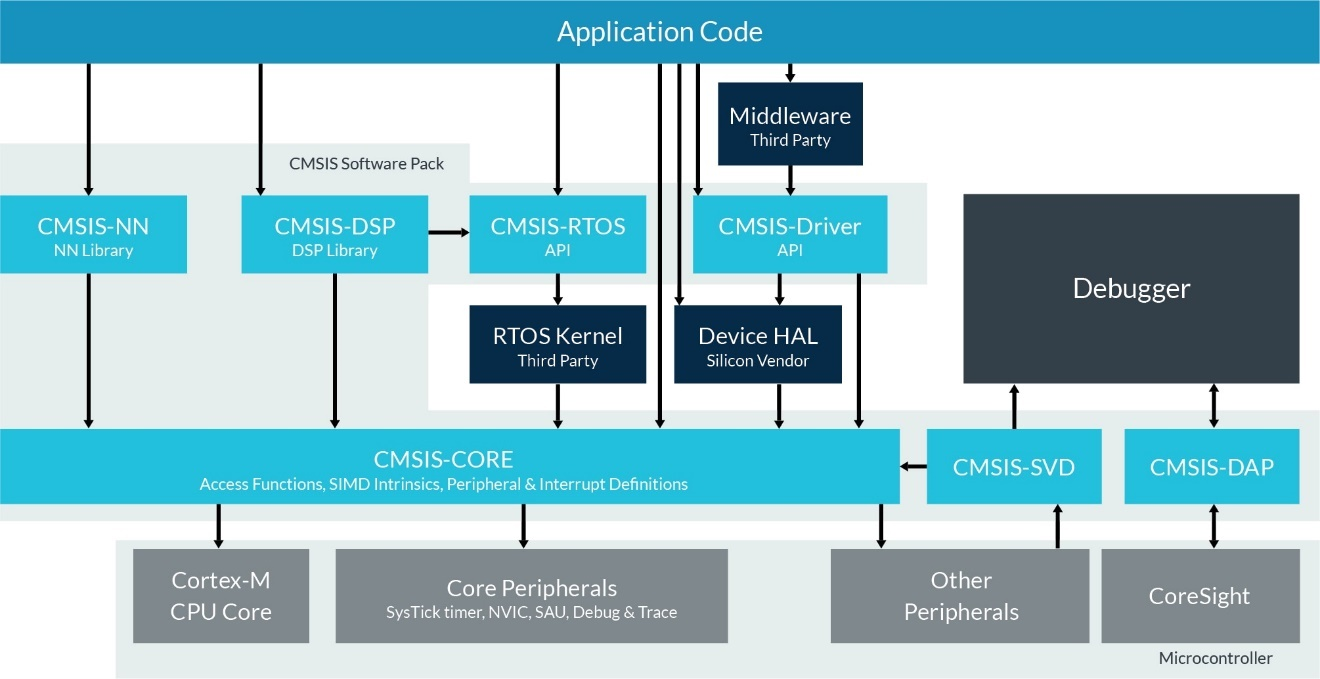 Application Code
Middleware
Third Party
CMSIS Software Pack
CMSIS-NN
NN Library
CMSIS-DSP
DSP Library
CMSIS-RTOS
API
CMSIS-Driver
API
Debugger
RTOS Kernel
Third Party
Device HAL
Silicon Vendor
CMSIS-CORE
Access Functions, SIMD Intrinsics, Peripheral & Interrupt Definitions
CMSIS-SVD
CMSIS-DAP
Cortex-M
CPU Core
Core Peripherals
SysTick timer, NVIC, SAU, Debug & Trace
Other
Peripherals
CoreSight
Microcontroller